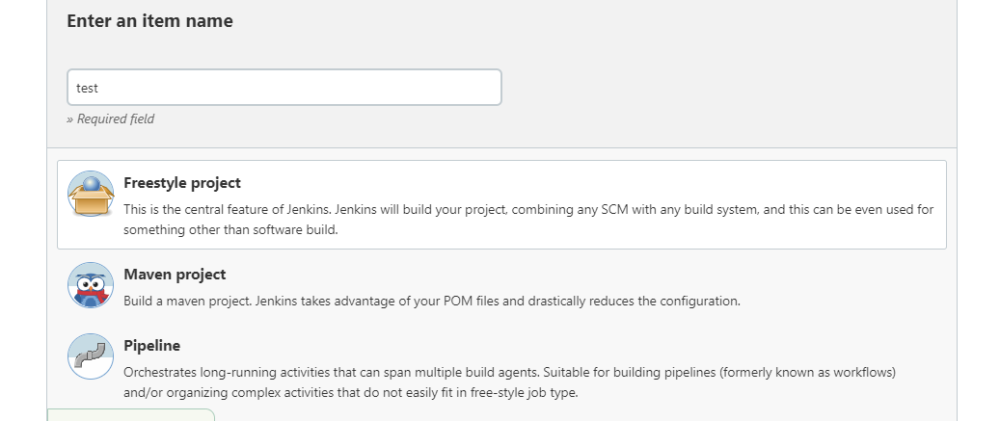 Enter an item name
test
» Required field
Freestyle project
This is the central feature of Jenkins. Jenkins will build your project, combining any SCM with any build system, and this can be even used for
something other than software build.
Maven project
Build a maven project. Jenkins takes advantage of your POM files and drastically reduces the configuration.
Pipeline
Orchestrates long-running activities that can span multiple build agents. Suitable for building pipelines (formerly known as workflows)
and/or organizing complex activities that do not easily fit in free-style job type.